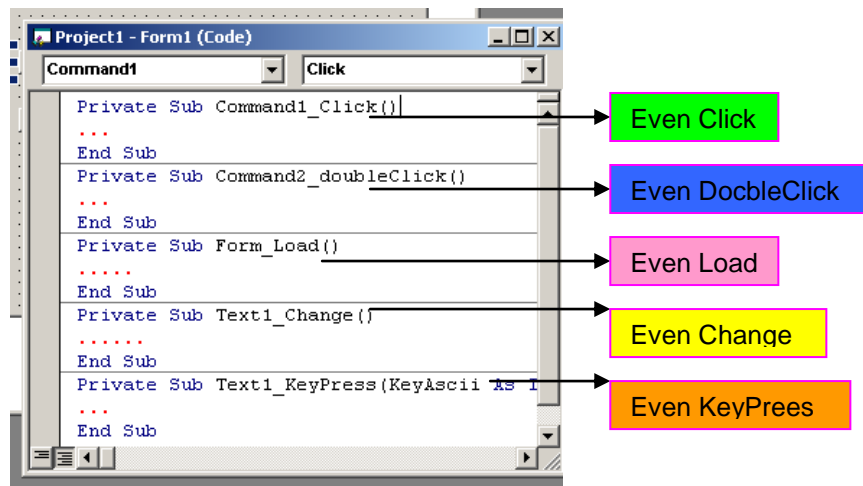 Project1 - Form1 (Code)
Command1 Click
Private Sub Command1_Click()
...
End Sub
Private Sub Command2_doubleClick()
...
End Sub
Private Sub Form_Load()
.....
End Sub
Private Sub Text1_Change()
......
End Sub
Private Sub Text1_KeyPress(KeyAscii As I
...
End Sub
Even Click
Even DocbleClick
Even Load
Even Change
Even KeyPrees